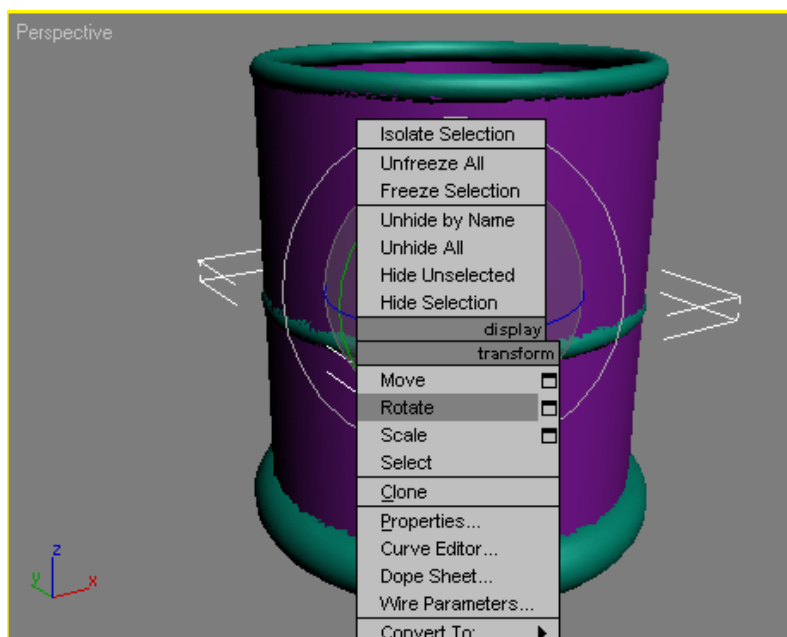 Perspective
Isolate Selection
Unfreeze All
Freeze Selection
Unhide by Name
Unhide All
Hide Unselected
Hide Selection
display
transform
Move
Rotate
Scale
Select
Clone
Properties...
Curve Editor...
Dope Sheet...
Wire Parameters...
Convert To:
z
y
x